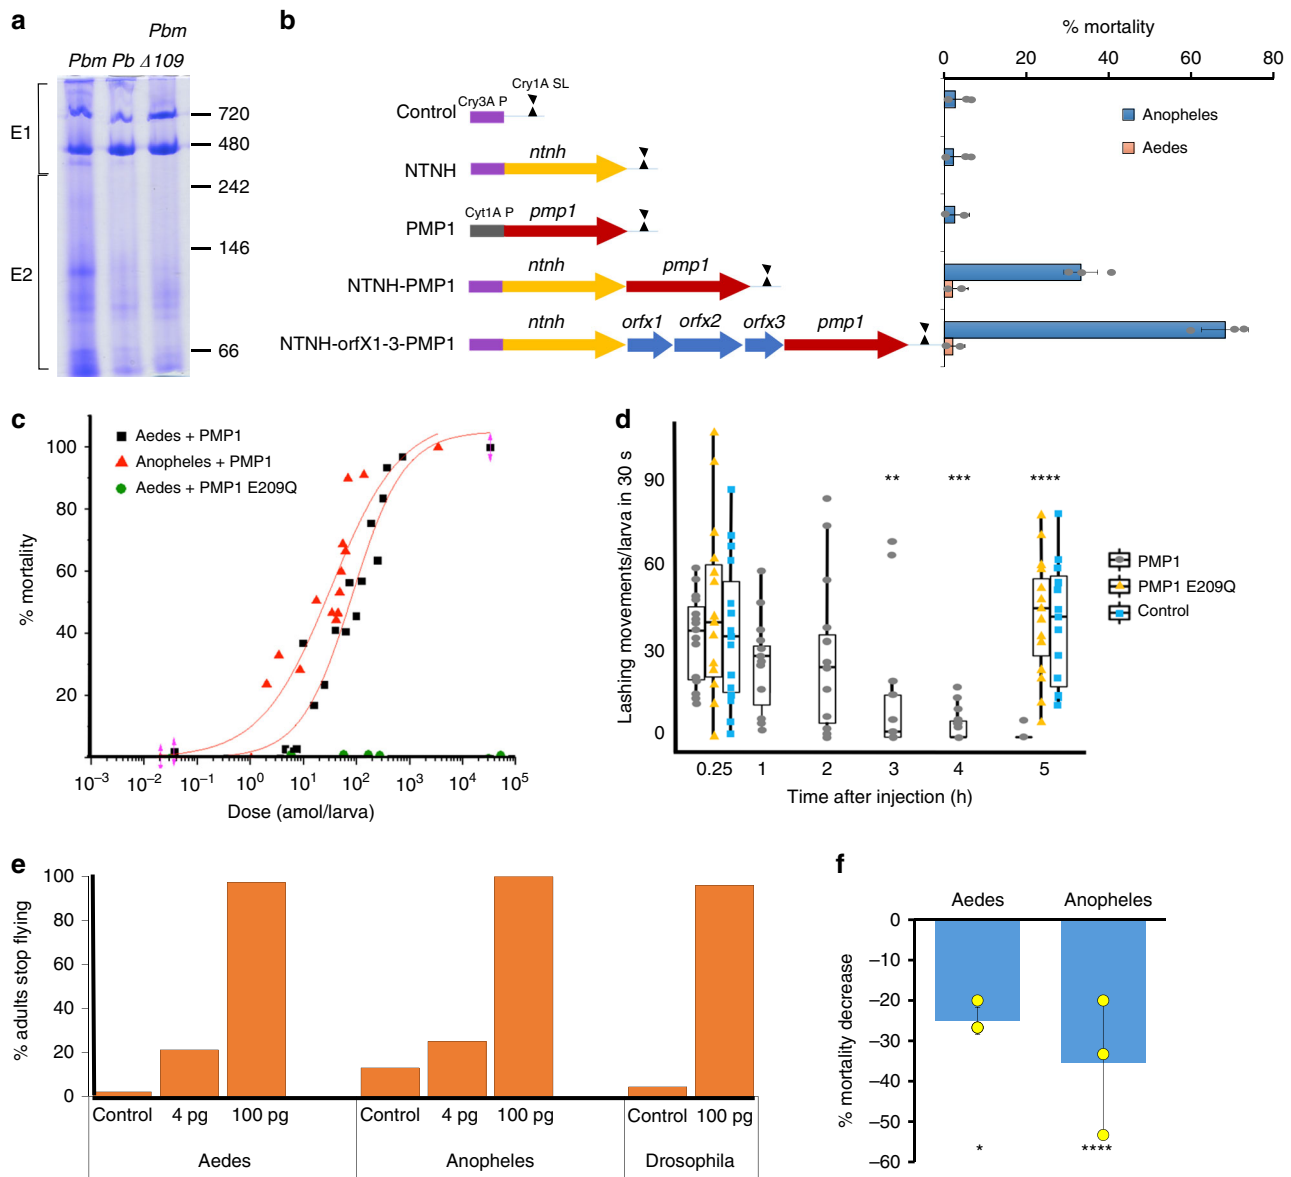 a
Pbm
Pbm Pb Δ109
E1
E2
720
480
242
146
66
b
% mortality
0 20 40 60 80
Anopheles
Aedes
Control
Cry3A P
Cry1A SL
NTNH
ntnh
PMP1
Cyt1A P
pmp1
NTNH-PMP1
ntnh
pmp1
NTNH-orfX1-3-PMP1
ntnh
orfx1
orfx2
orfx3
pmp1
c
% mortality
100
80
60
40
20
Aedes + PMP1
Anopheles + PMP1
Aedes + PMP1 E209Q
10⁻³ 10⁻² 10⁻¹ 10⁰ 10¹ 10² 10³ 10⁴ 10⁵
Dose (amol/larva)
d
Lashing movements/larva in 30 s
90
60
30
0
** *** ****
0.25 1 2 3 4 5
Time after injection (h)
PMP1
PMP1 E209Q
Control
e
% adults stop flying
100
80
60
40
20
0
Control 4 pg 100 pg Control 4 pg 100 pg Control 100 pg
Aedes Anopheles Drosophila
f
Aedes Anopheles
% mortality decrease
0
–10
–20
–30
–40
–50
–60
* ****